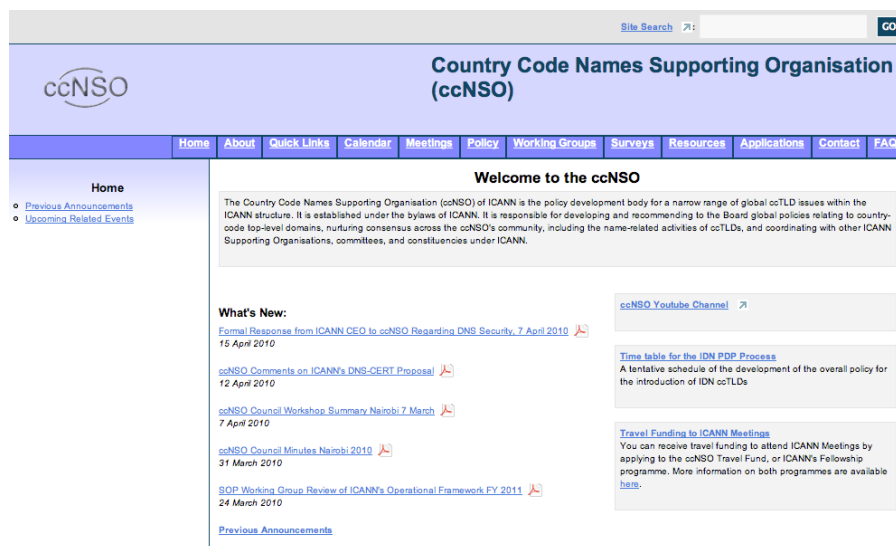 Site Search :
GO
ccNSO
Country Code Names Supporting Organisation
(ccNSO)
Home About Quick Links Calendar Meetings Policy Working Groups Surveys Resources Applications Contact FAQ
Home
Previous Announcements
Upcoming Related Events
Welcome to the ccNSO
The Country Code Names Supporting Organisation (ccNSO) of ICANN is the policy development body for a narrow range of global ccTLD issues within the
ICANN structure. It is established under the bylaws of ICANN. It is responsible for developing and recommending to the Board global policies relating to country-
code top-level domains, nurturing consensus across the ccNSO's community, including the name-related activities of ccTLDs, and coordinating with other ICANN
Supporting Organisations, committees, and constituencies under ICANN.
What's New:
Formal Response from ICANN CEO to ccNSO Regarding DNS Security, 7 April 2010
15 April 2010
ccNSO Comments on ICANN's DNS-CERT Proposal
12 April 2010
ccNSO Council Workshop Summary Nairobi 7 March
7 April 2010
ccNSO Council Minutes Nairobi 2010
31 March 2010
SOP Working Group Review of ICANN's Operational Framework FY 2011
24 March 2010
Previous Announcements
ccNSO Youtube Channel
Time table for the IDN PDP Process
A tentative schedule of the development of the overall policy for
the introduction of IDN ccTLDs
Travel Funding to ICANN Meetings
You can receive travel funding to attend ICANN Meetings by
applying to the ccNSO Travel Fund, or ICANN's Fellowship
programme. More information on both programmes are available
here.